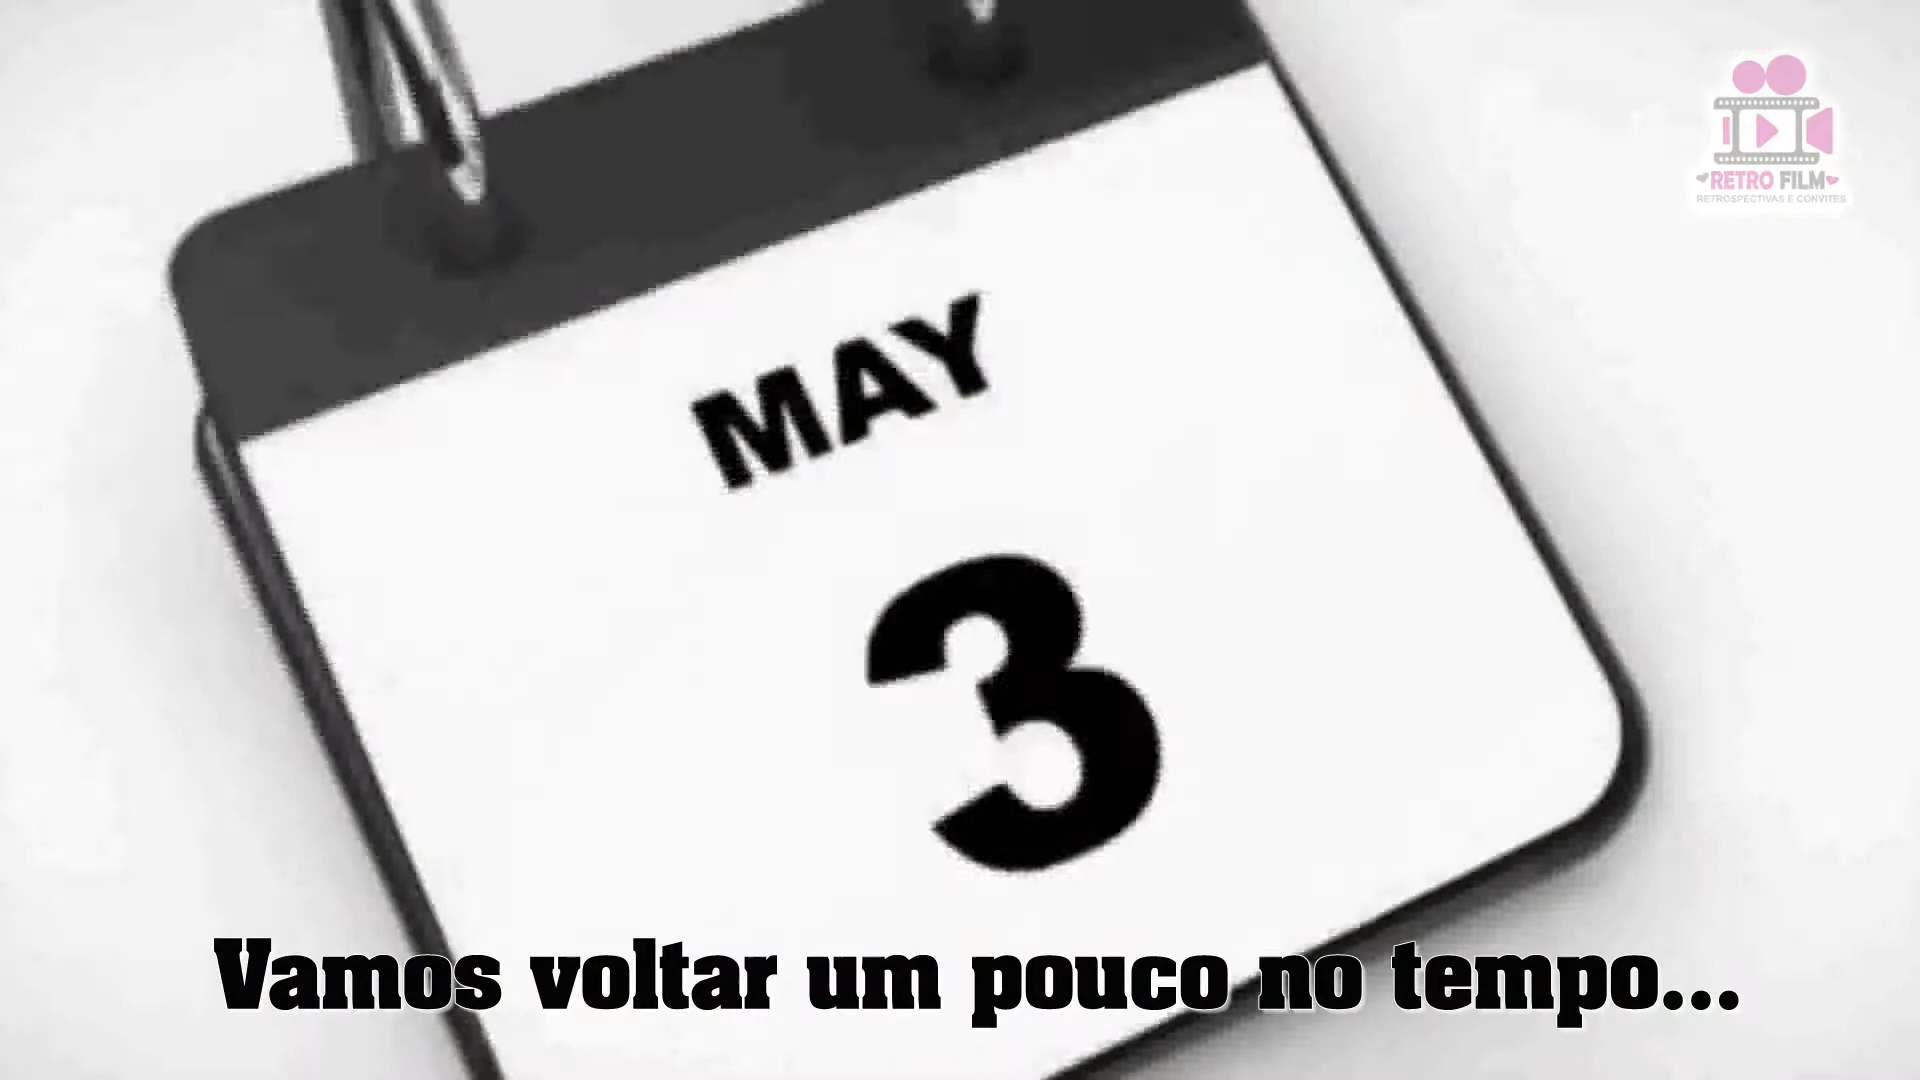 RETRO FILM
RETROSPECTIVAS E CONVITES
MAY
3
Vamos voltar um pouco no tempo...